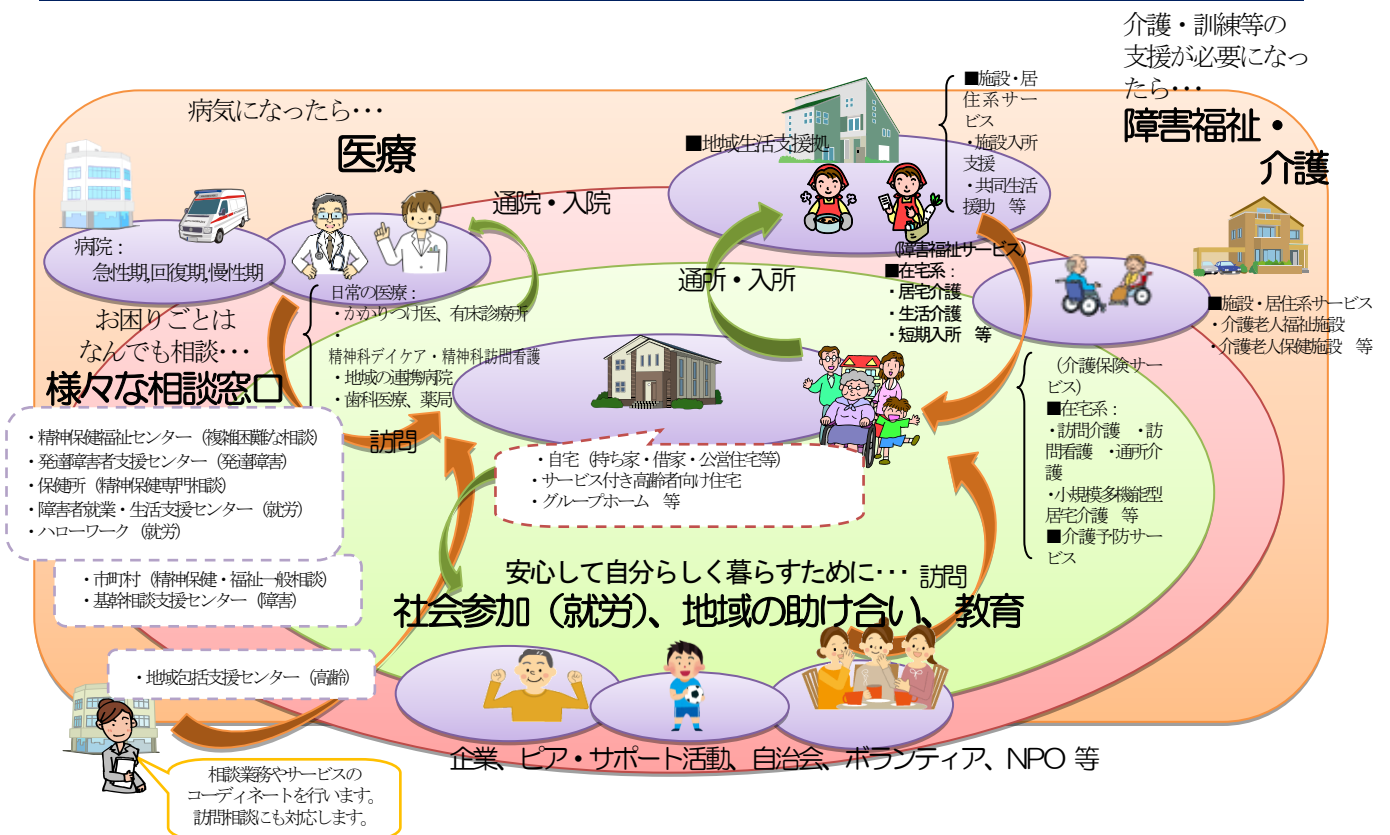 介護・訓練等の
支援が必要になっ
たら・・・
障害福祉・
介護
病気になったら・・・
医療
病院：
急性期,回復期,慢性期
通院・入院
日常の医療：
・かかりつけ医、有床診療所
・
精神科デイケア・精神科訪問看護
・地域の連携病院
・歯科医療、薬局
■地域生活支援拠
■施設・居
住系サー
ビス
・施設入所
支援
・共同生活
援助　等
（障害福祉サービス）
■在宅系：
・居宅介護
・生活介護
・短期入所　等
通所・入所
■施設・居住系サービス
・介護老人福祉施設
・介護老人保健施設　等
（介護保険サー
ビス）
■在宅系：
・訪問介護　・訪
問看護　・通所介
護
・小規模多機能型
居宅介護　等
■介護予防サー
ビス
お困りごとは
なんでも相談・・・
様々な相談窓口
・精神保健福祉センター（複雑困難な相談）
・発達障害者支援センター（発達障害）
・保健所（精神保健専門相談）
・障害者就業・生活支援センター（就労）
・ハローワーク（就労）
・市町村（精神保健・福祉一般相談）
・基幹相談支援センター（障害）
・地域包括支援センター（高齢）
相談業務やサービスの
コーディネートを行います。
訪問相談にも対応します。
訪問
・自宅（持ち家・借家・公営住宅等）
・サービス付き高齢者向け住宅
・グループホーム　等
安心して自分らしく暮らすために・・・
訪問
社会参加（就労）、地域の助け合い、教育
企業、ピア・サポート活動、自治会、ボランティア、NPO 等